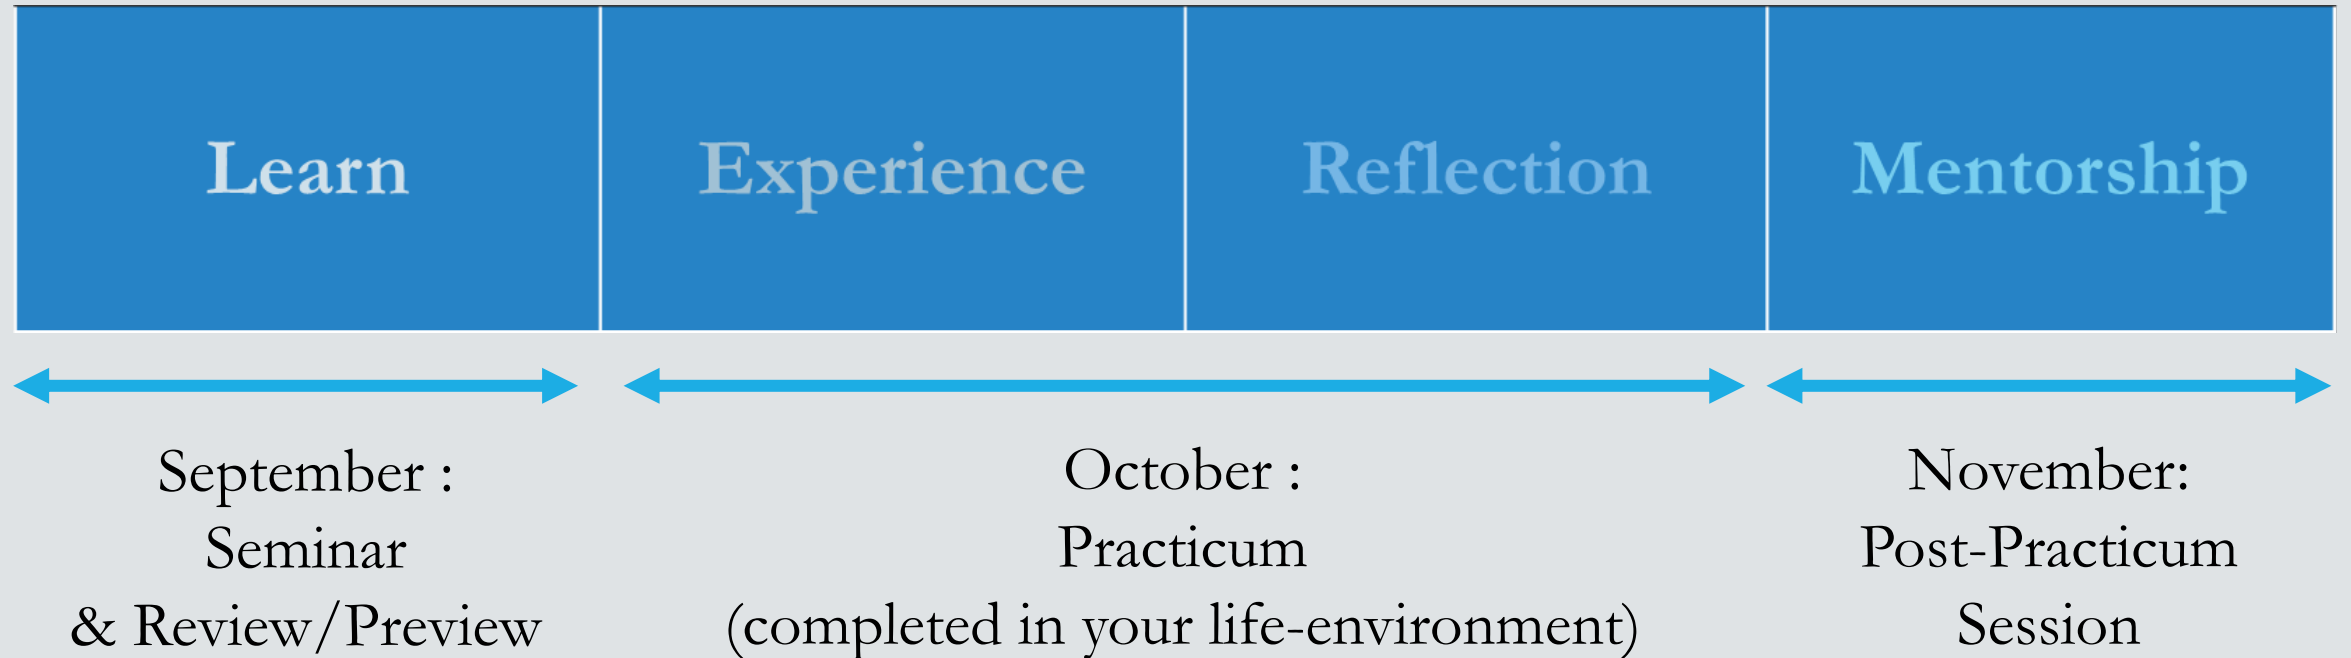 Learn
Experience
Reflection
Mentorship
September :
Seminar
& Review/Preview
October :
Practicum
(completed in your life-environment)
November:
Post-Practicum
Session